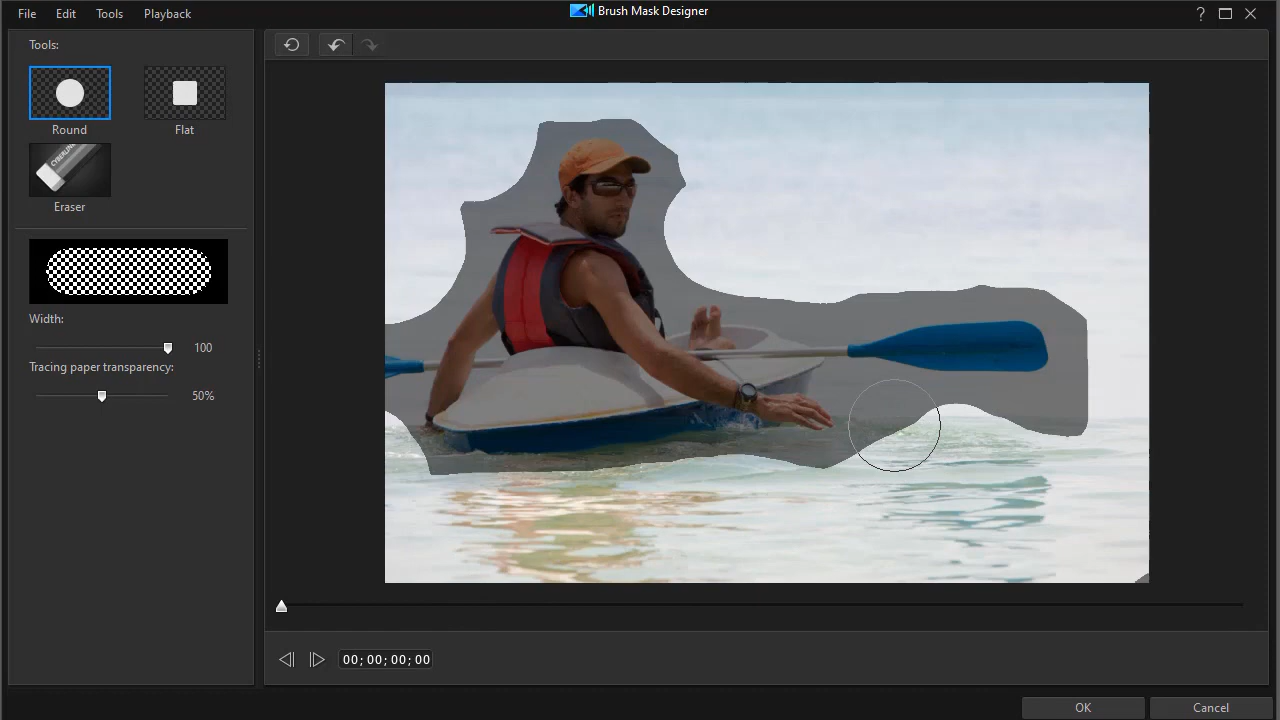 Brush Mask Designer
File Edit Tools Playback
?
Tools:
Round Flat
CYBERLINK
Eraser
Width:
100
Tracing paper transparency:
50%
00;00;00;00
OK Cancel